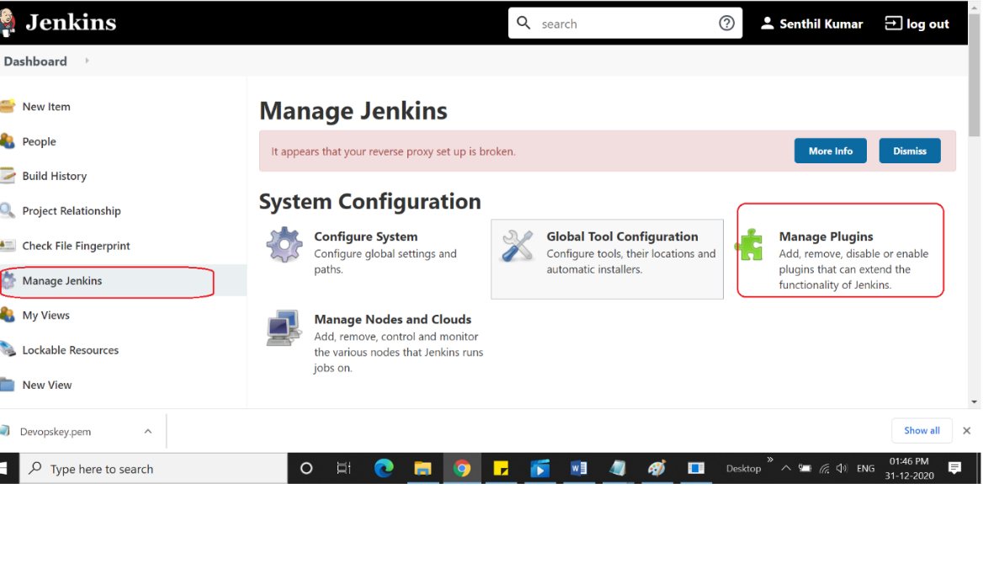 Jenkins
search
Senthil Kumar
log out
Dashboard
New Item
People
Build History
Project Relationship
Check File Fingerprint
Manage Jenkins
My Views
Lockable Resources
New View
Manage Jenkins
It appears that your reverse proxy set up is broken.
More Info
Dismiss
System Configuration
Configure System
Configure global settings and
paths.
Global Tool Configuration
Configure tools, their locations and
automatic installers.
Manage Plugins
Add, remove, disable or enable
plugins that can extend the
functionality of Jenkins.
Manage Nodes and Clouds
Add, remove, control and monitor
the various nodes that Jenkins runs
jobs on.
Devopskey.pem
Show all
Type here to search
Desktop
ENG
01:46 PM
31-12-2020